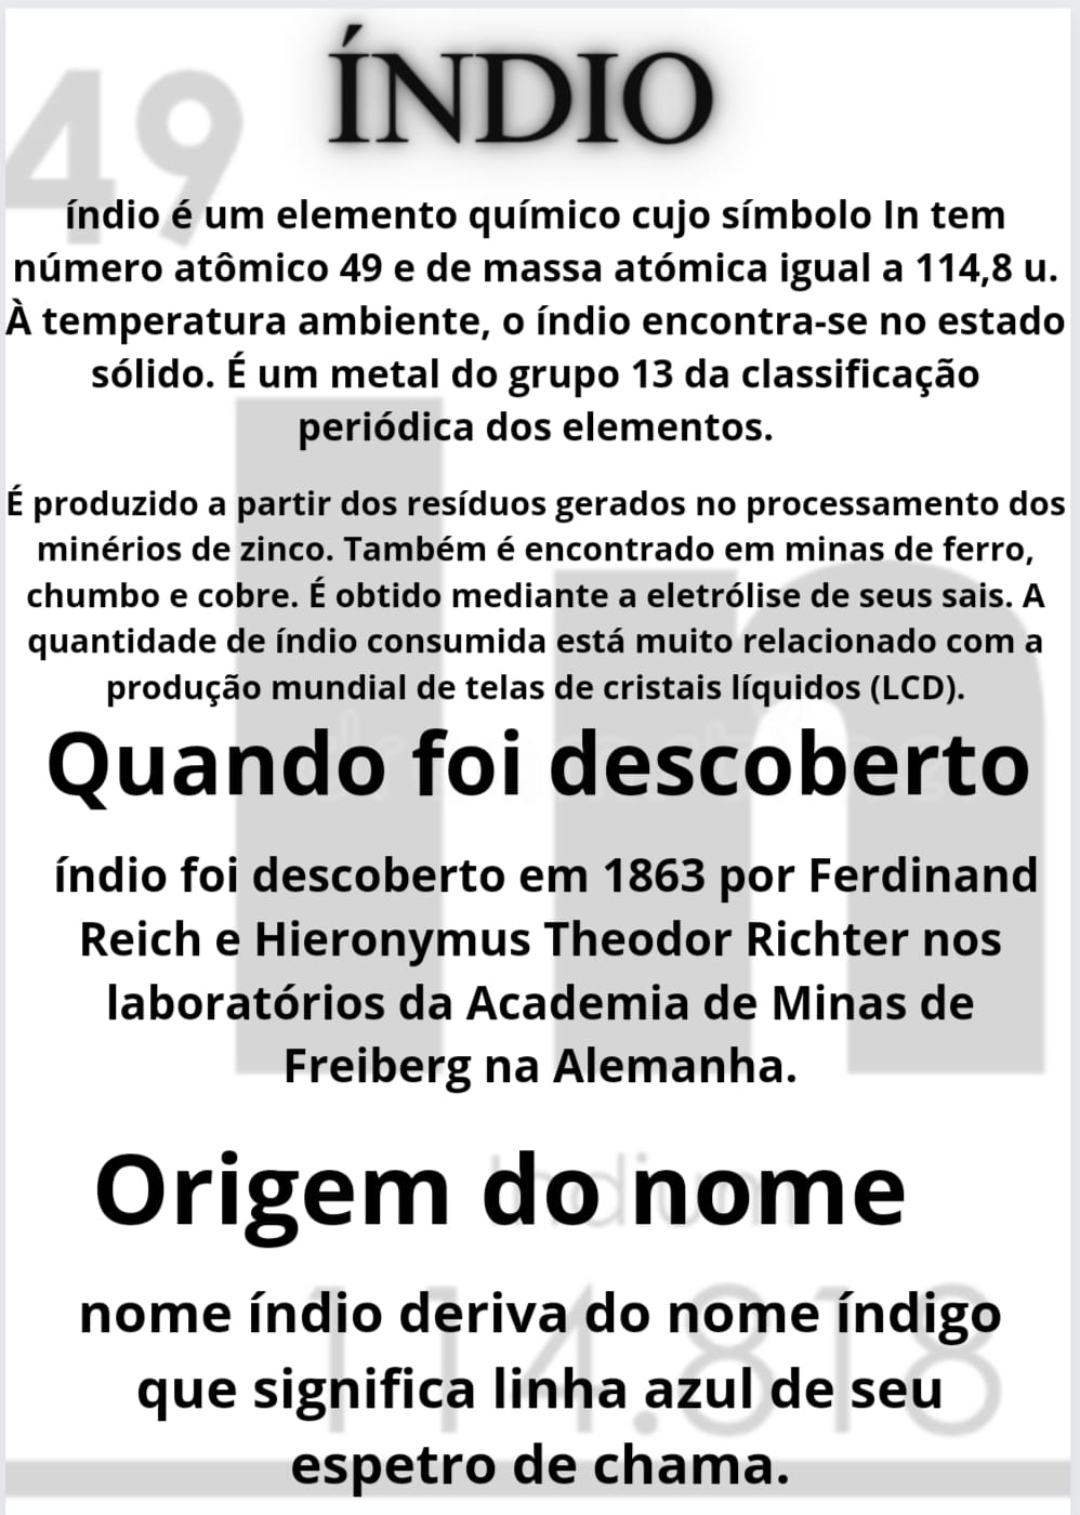 49
ÍNDIO
índio é um elemento químico cujo símbolo In tem
número atômico 49 e de massa atómica igual a 114,8 u.
À temperatura ambiente, o índio encontra-se no estado
sólido. É um metal do grupo 13 da classificação
periódica dos elementos.
É produzido a partir dos resíduos gerados no processamento dos
minérios de zinco. Também é encontrado em minas de ferro,
chumbo e cobre. É obtido mediante a eletrólise de seus sais. A
quantidade de índio consumida está muito relacionado com a
produção mundial de telas de cristais líquidos (LCD).
In
Quando foi descoberto
índio foi descoberto em 1863 por Ferdinand
Reich e Hieronymus Theodor Richter nos
laboratórios da Academia de Minas de
Freiberg na Alemanha.
Indium
Origem do nome
nome índio deriva do nome índigo
que significa linha azul de seu
espetro de chama.
114.818